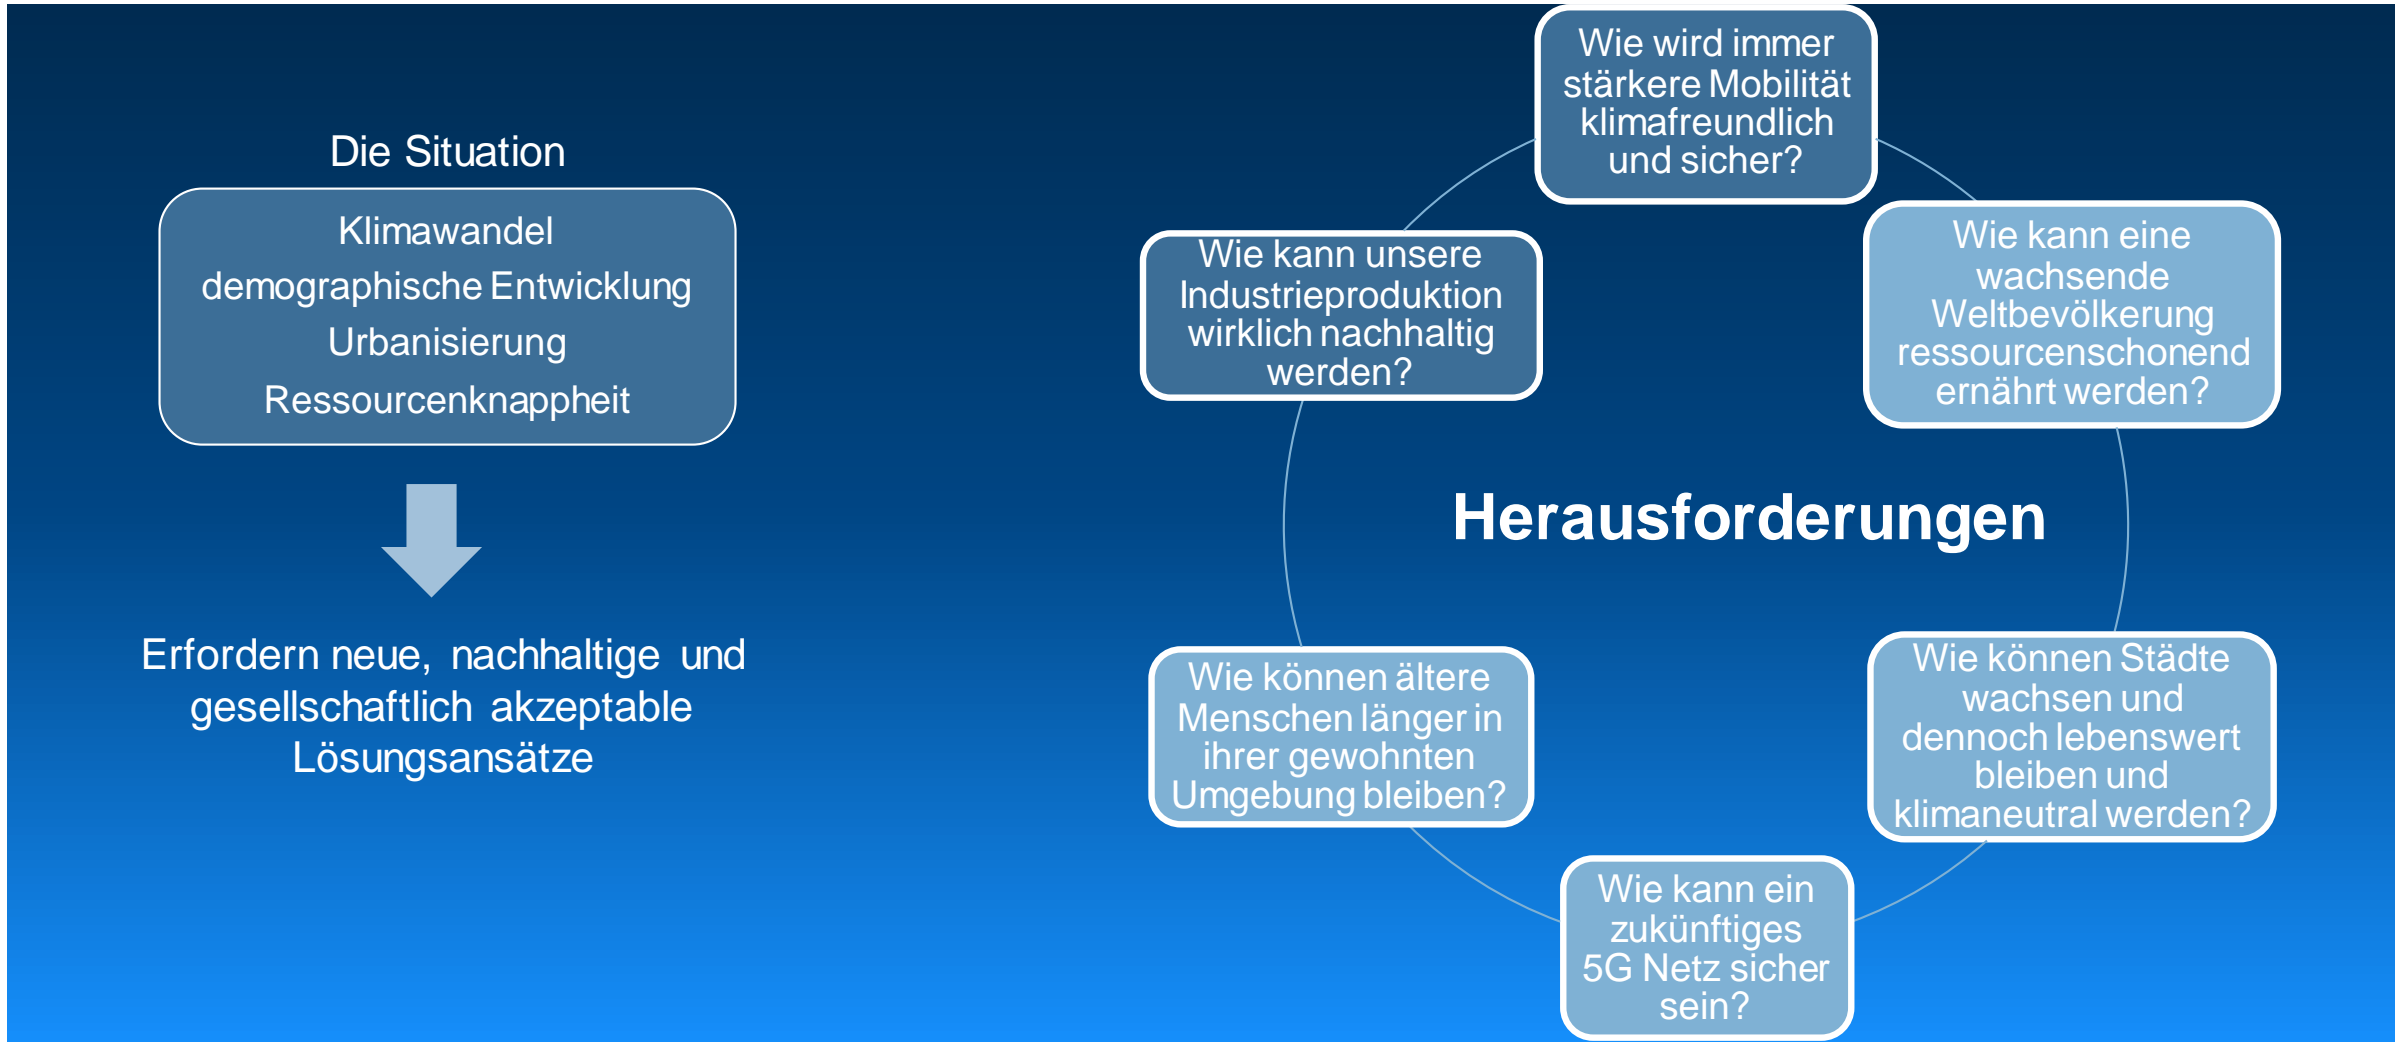 Die Situation
Klimawandel
demographische Entwicklung
Urbanisierung
Ressourcenknappheit
Erfordern neue, nachhaltige und
gesellschaftlich akzeptable
Lösungsansätze
Herausforderungen
Wie wird immer
stärkere Mobilität
klimafreundlich
und sicher?
Wie kann eine
wachsende
Weltbevölkerung
ressourcenschonend
ernährt werden?
Wie können Städte
wachsen und
dennoch lebenswert
bleiben und
klimaneutral werden?
Wie kann ein
zukünftiges
5G Netz sicher
sein?
Wie können ältere
Menschen länger in
ihrer gewohnten
Umgebung bleiben?
Wie kann unsere
Industrieproduktion
wirklich nachhaltig
werden?